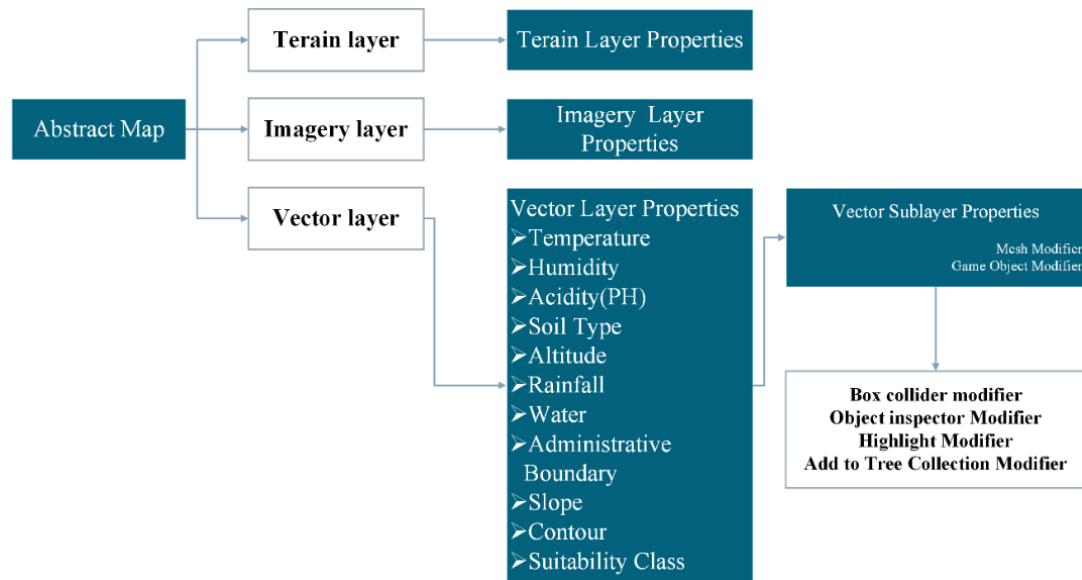 Abstract Map
Terain layer
Terain Layer Properties
Imagery layer
Imagery Layer
Properties
Vector layer
Vector Layer Properties
➢Temperature
➢Humidity
➢Acidity(PH)
➢Soil Type
➢Altitude
➢Rainfall
➢Water
➢Administrative
Boundary
➢Slope
➢Contour
➢Suitability Class
Vector Sublayer Properties
Mesh Modifier
Game Object Modifier
Box collider modifier
Object inspector Modifier
Highlight Modifier
Add to Tree Collection Modifier